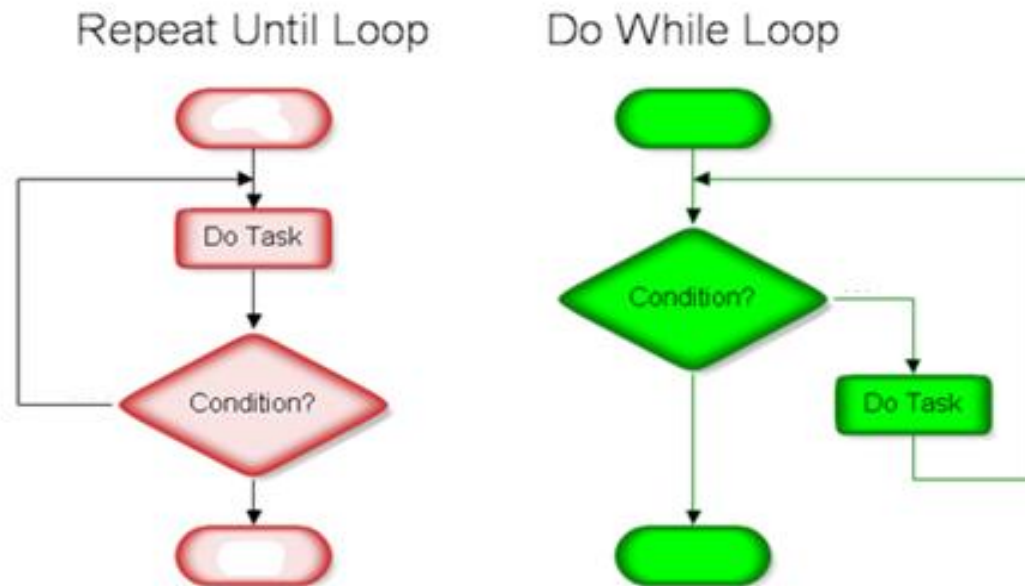 Repeat Until Loop
Do Task
Condition?
Do While Loop
Condition?
Do Task